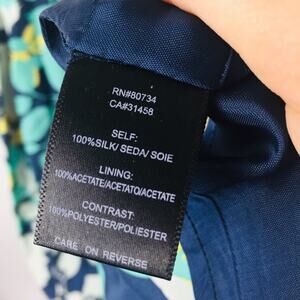 RN#80734
CA#31458
SELF:
100%SILK/ SEDA/ SOIE
LINING:
100%ACETATE/ACETATO/ACETATE
CONTRAST:
100%POLYESTER/POLIESTER
CARE ON REVERSE